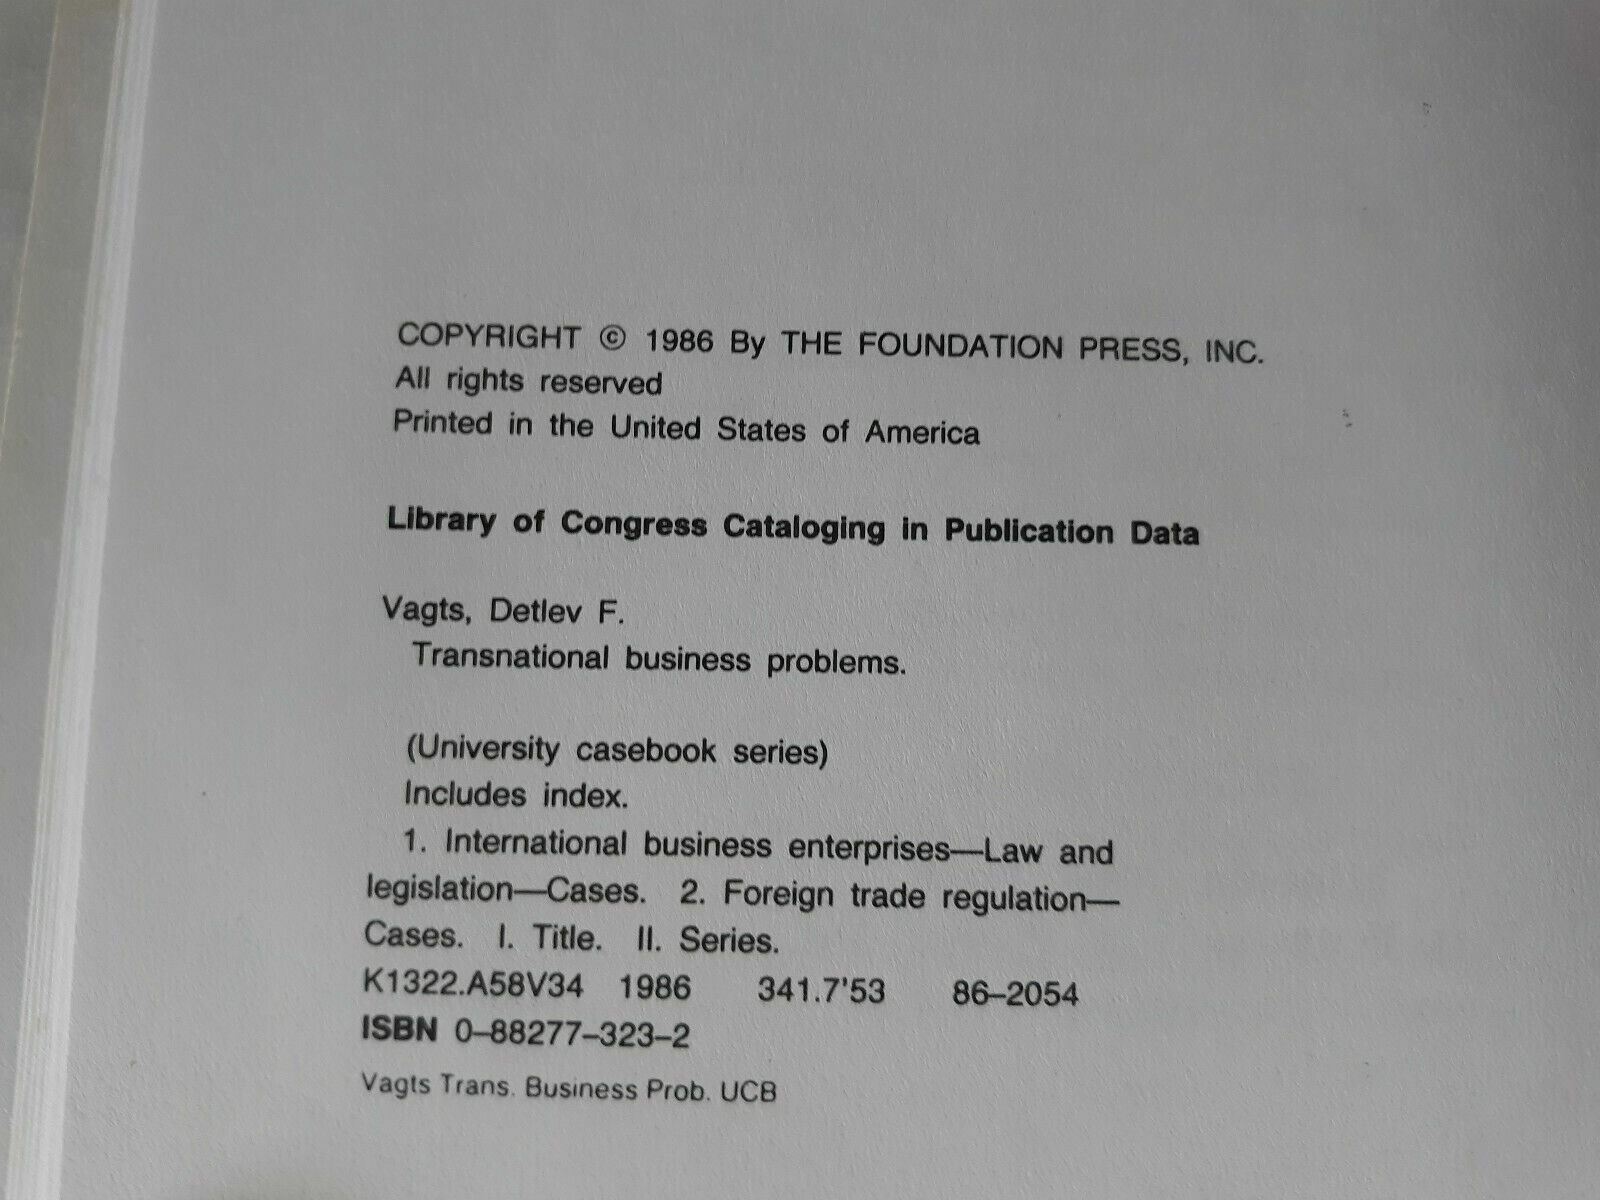 COPYRIGHT © 1986 By THE FOUNDATION PRESS, INC.
All rights reserved
Printed in the United States of America
Library of Congress Cataloging in Publication Data
Vagts, Detlev F.
Transnational business problems.
(University casebook series)
Includes index.
1. International business enterprises—Law and
legislation—Cases. 2. Foreign trade regulation—
Cases. I. Title. II. Series.
K1322.A58V34 1986 341.7'53 86–2054
ISBN 0–88277–323–2
Vagts Trans. Business Prob. UCB